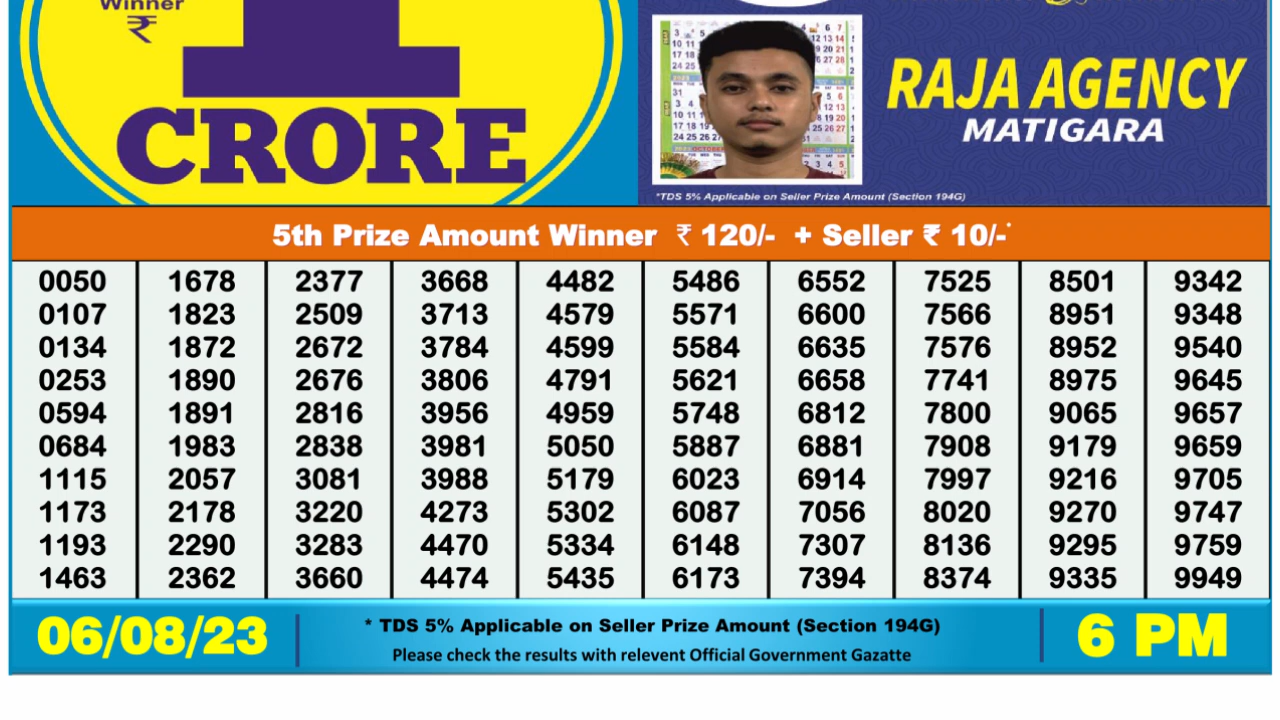 Winner
₹
1
CRORE
RAJA AGENCY
MATIGARA
*TDS 5% Applicable on Seller Prize Amount (Section 194G)
5th Prize Amount Winner ₹ 120/- + Seller ₹ 10/-*
0050 1678 2377 3668 4482 5486 6552 7525 8501 9342
0107 1823 2509 3713 4579 5571 6600 7566 8951 9348
0134 1872 2672 3784 4599 5584 6635 7576 8952 9540
0253 1890 2676 3806 4791 5621 6658 7741 8975 9645
0594 1891 2816 3956 4959 5748 6812 7800 9065 9657
0684 1983 2838 3981 5050 5887 6881 7908 9179 9659
1115 2057 3081 3988 5179 6023 6914 7997 9216 9705
1173 2178 3220 4273 5302 6087 7056 8020 9270 9747
1193 2290 3283 4470 5334 6148 7307 8136 9295 9759
1463 2362 3660 4474 5435 6173 7394 8374 9335 9949
06/08/23
* TDS 5% Applicable on Seller Prize Amount (Section 194G)
Please check the results with relevent Official Government Gazatte
6 PM